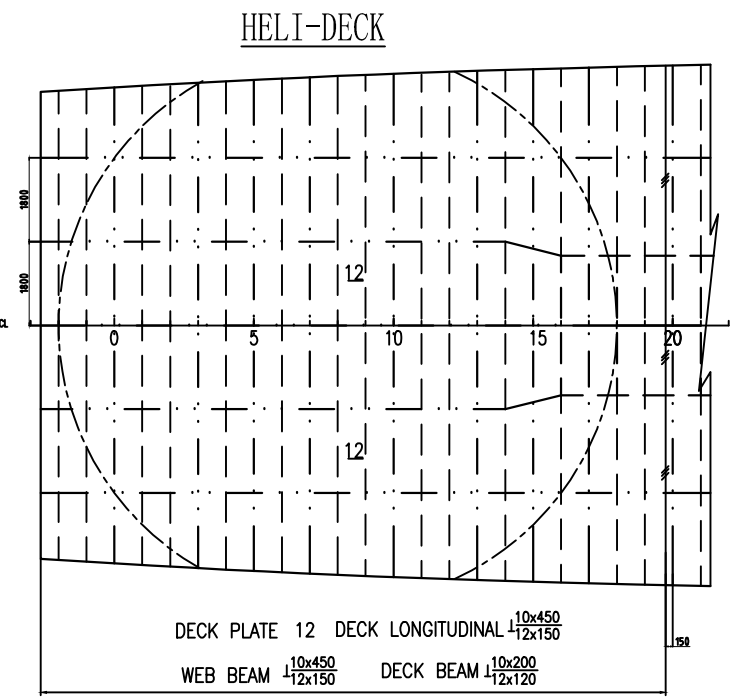 HELI-DECK
1800
12
1800
CL
0 5 10 15 20
12
DECK PLATE 12 DECK LONGITUDINAL ⊥10x450/12x150
150
WEB BEAM ⊥10x450/12x150 DECK BEAM ⊥10x200/12x120